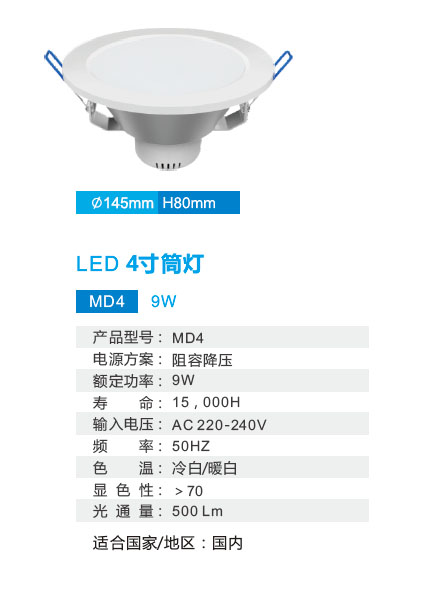 Ø145mm H80mm
LED 4寸筒灯
MD4 9W
产品型号：MD4
电源方案：阻容降压
额定功率：9W
寿 命：15，000H
输入电压：AC 220-240V
频 率：50HZ
色 温：冷白/暖白
显 色 性：＞70
光 通 量：500 Lm
适合国家/地区：国内